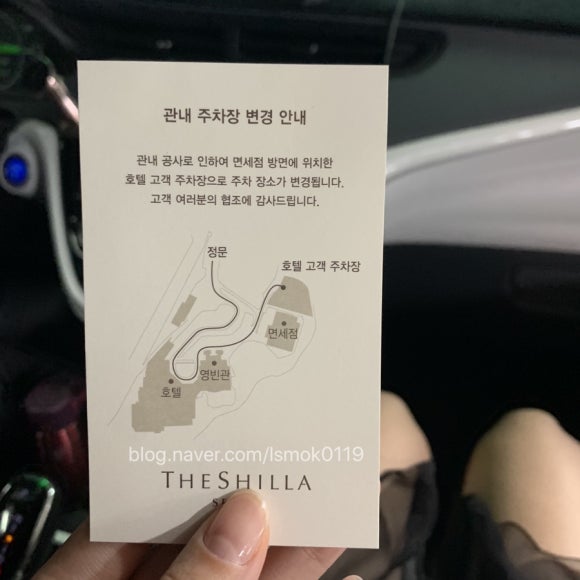 관내 주차장 변경 안내
관내 공사로 인하여 면세점 방면에 위치한
호텔 고객 주차장으로 주차 장소가 변경됩니다.
고객 여러분의 협조에 감사드립니다.
정문
호텔 고객 주차장
면세점
영빈관
호텔
blog.naver.com/lsmok0119
THE SHILLA